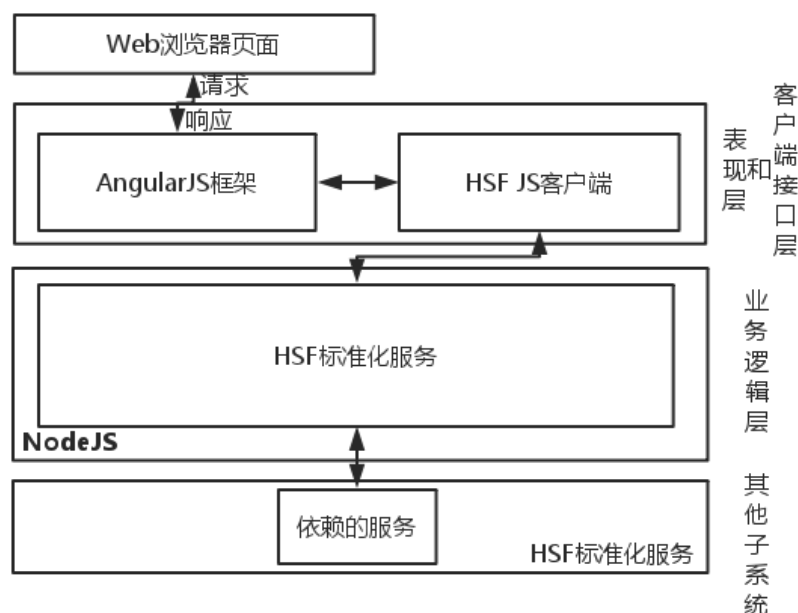 Web浏览器页面
请求
响应
AngularJS框架
HSF JS客户端
表现层
和
客户端接口层
HSF标准化服务
NodeJS
业务逻辑层
依赖的服务
HSF标准化服务
其他子系统